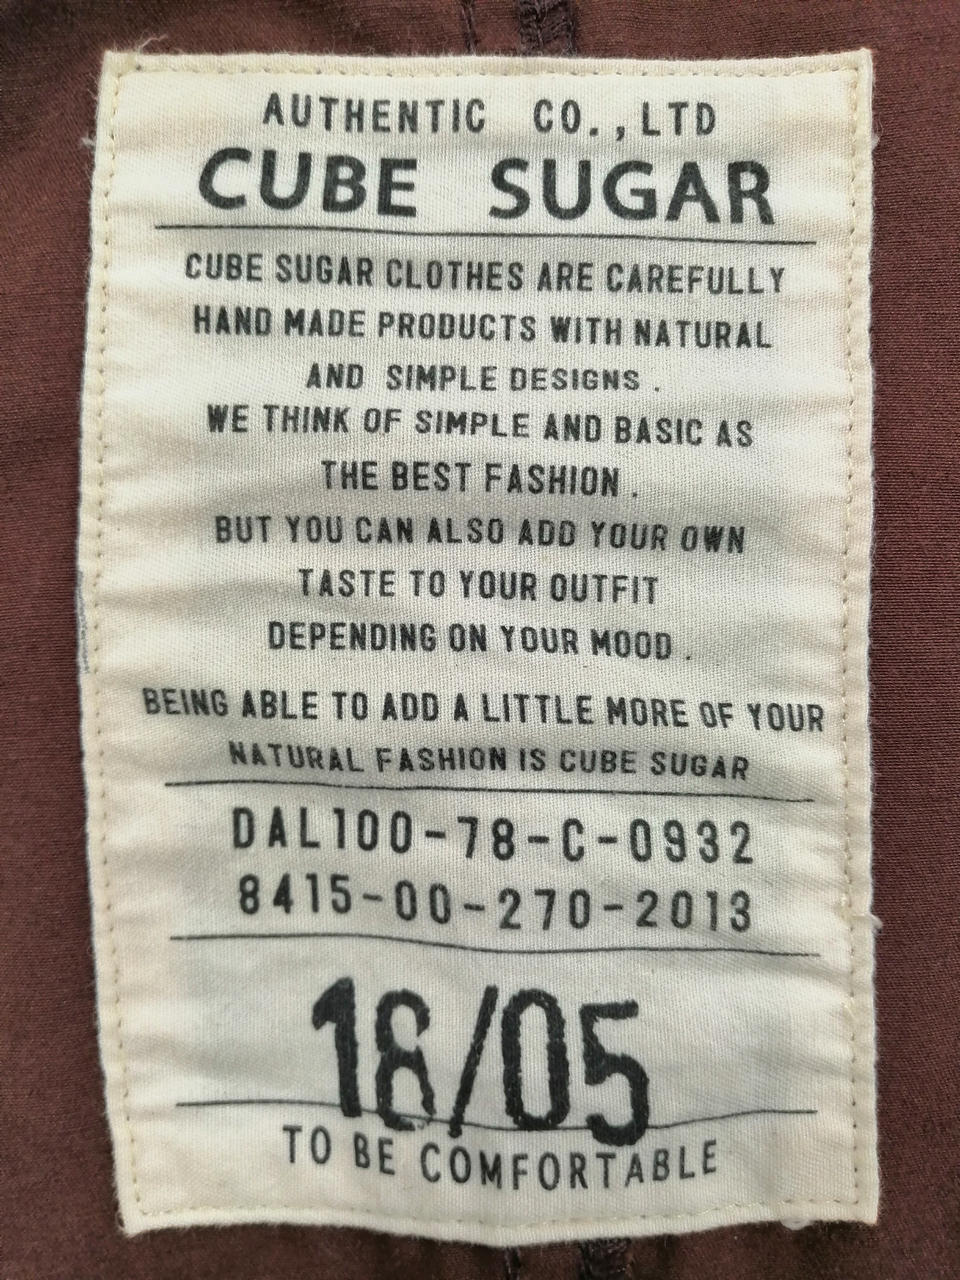 AUTHENTIC CO.,LTD
CUBE SUGAR
CUBE SUGAR CLOTHES ARE CAREFULLY
HAND MADE PRODUCTS WITH NATURAL
AND SIMPLE DESIGNS .
WE THINK OF SIMPLE AND BASIC AS
THE BEST FASHION .
BUT YOU CAN ALSO ADD YOUR OWN
TASTE TO YOUR OUTFIT
DEPENDING ON YOUR MOOD .
BEING ABLE TO ADD A LITTLE MORE OF YOUR
NATURAL FASHION IS CUBE SUGAR
DAL100-78-C-0932
8415-00-270-2013
18/05
TO BE COMFORTABLE